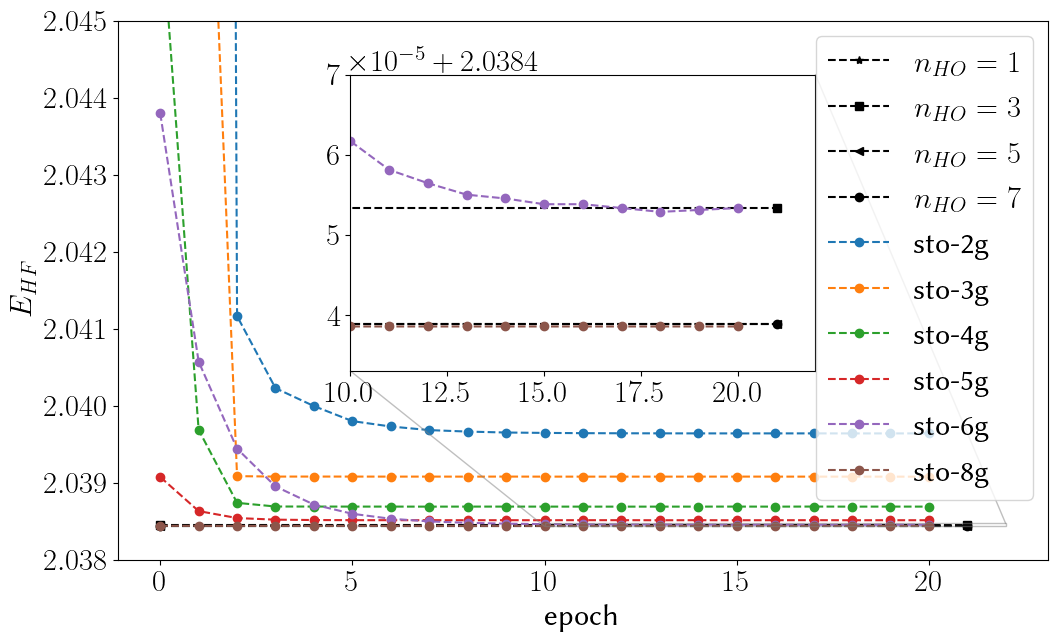 2.045
2.044
2.043
2.042
2.041
2.040
2.039
2.038
E_{HF}
0
5
10
15
20
epoch
×10⁻⁵ + 2.0384
7
6
5
4
10.0
12.5
15.0
17.5
20.0
n_{HO} = 1
n_{HO} = 3
n_{HO} = 5
n_{HO} = 7
sto-2g
sto-3g
sto-4g
sto-5g
sto-6g
sto-8g